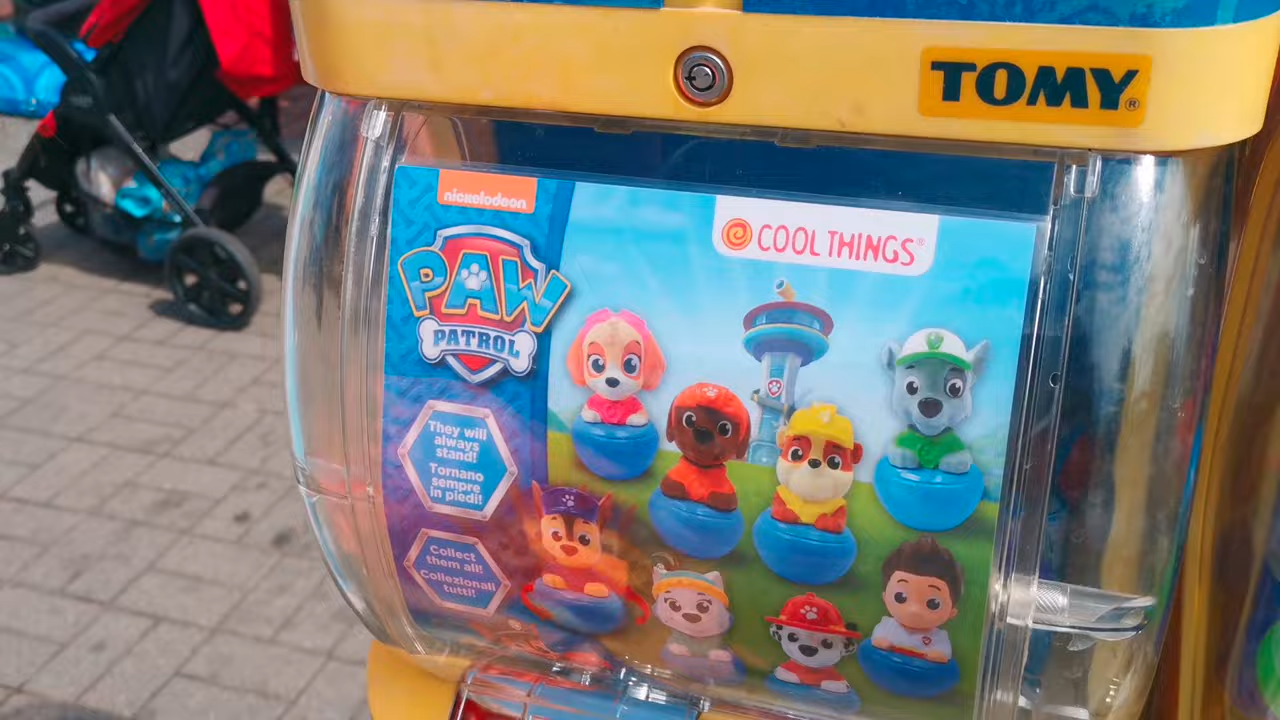 TOMY®
nickelodeon
COOL THINGS®
PAW
PATROL
They will
always
stand!
Tornano
sempre
in piedi!
Collect
them all!
Collezionali
tutti!